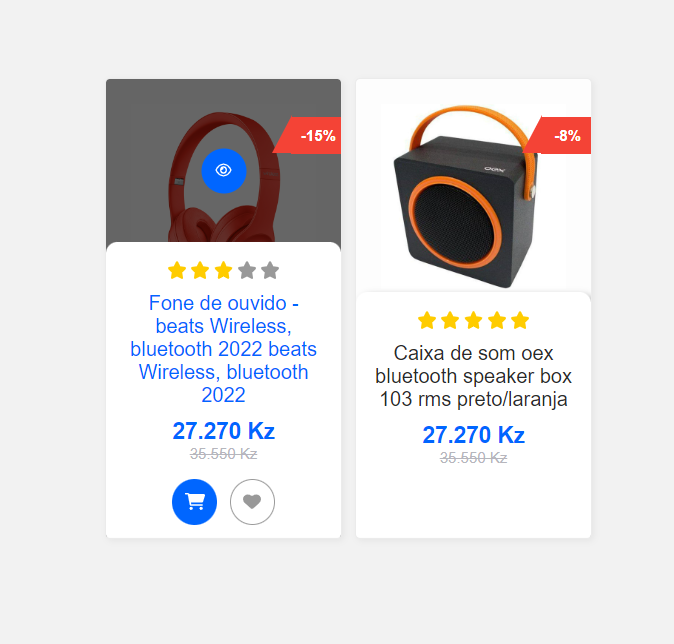 -15%
Fone de ouvido -
beats Wireless,
bluetooth 2022 beats
Wireless, bluetooth
2022
27.270 Kz
35.550 Kz
-8%
oex
Caixa de som oex
bluetooth speaker box
103 rms preto/laranja
27.270 Kz
35.550 Kz